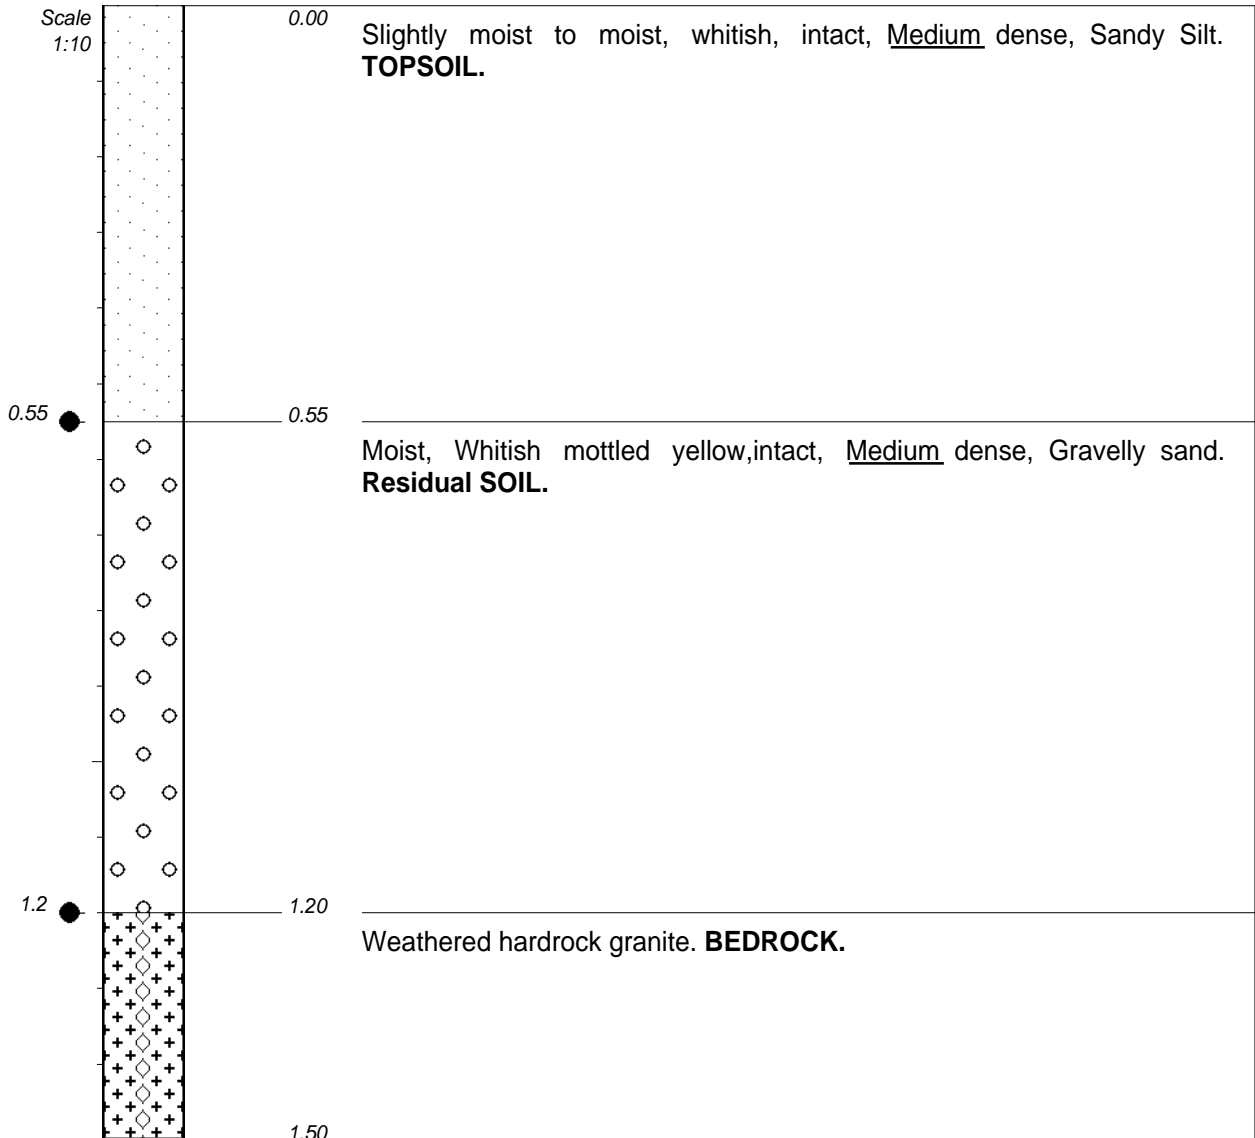 Scale
1:10
0.00
Slightly moist to moist, whitish, intact, Medium dense, Sandy Silt.
TOPSOIL.
0.55
0.55
Moist, Whitish mottled yellow,intact, Medium dense, Gravelly sand.
Residual SOIL.
1.2
1.20
Weathered hardrock granite. BEDROCK.
1.50